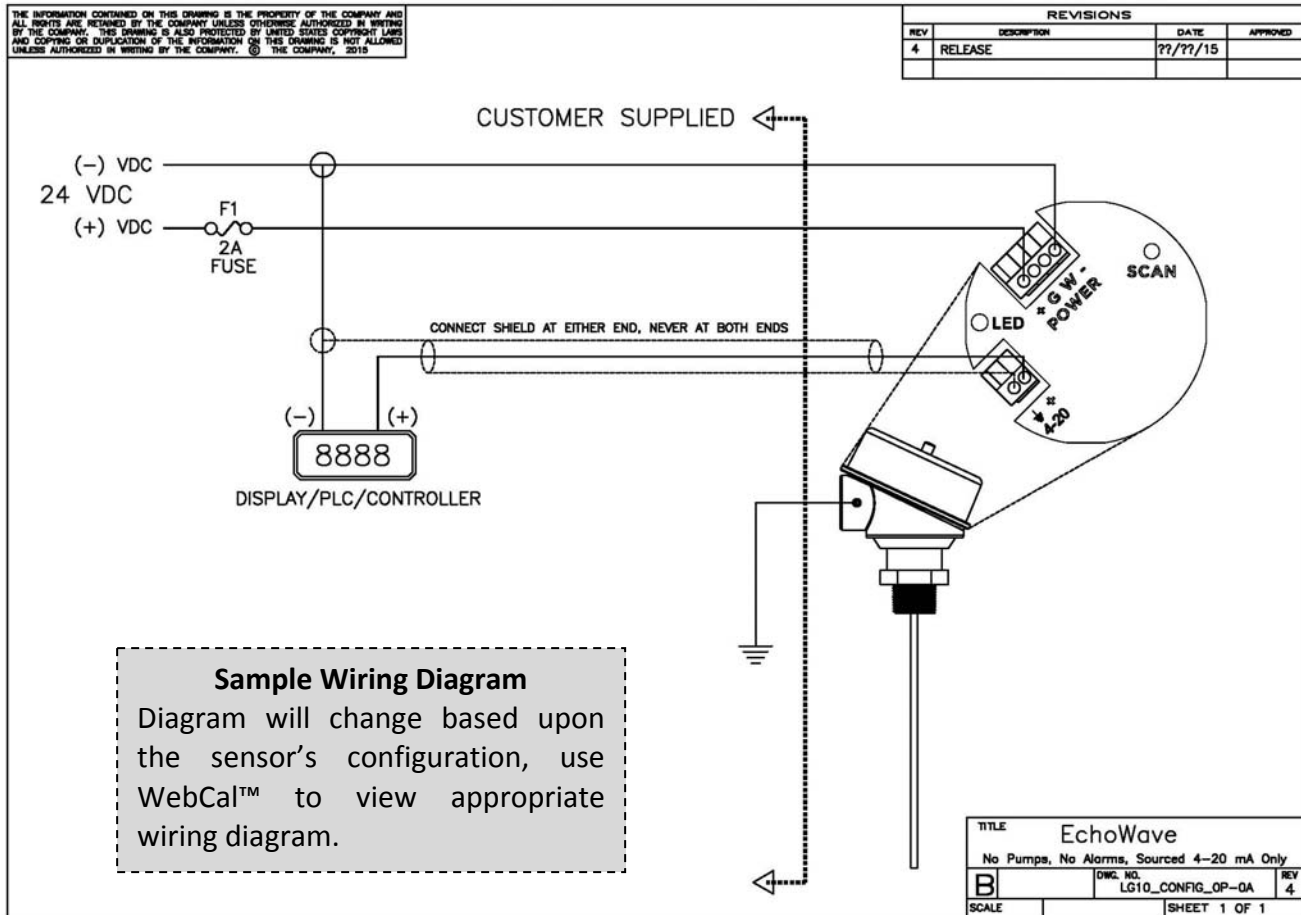 THE INFORMATION CONTAINED ON THIS DRAWING IS THE PROPERTY OF THE COMPANY AND
ALL RIGHTS ARE RETAINED BY THE COMPANY UNLESS OTHERWISE AUTHORIZED IN WRITING
BY THE COMPANY. THIS DRAWING IS ALSO PROTECTED BY UNITED STATES COPYRIGHT LAWS
AND COPYING OR DUPLICATION OF THE INFORMATION ON THIS DRAWING IS NOT ALLOWED
UNLESS AUTHORIZED IN WRITING BY THE COMPANY. © THE COMPANY, 2015
REVISIONS
REV DESCRIPTION DATE APPROVED
4 RELEASE ??/??/15
CUSTOMER SUPPLIED
(-) VDC
24 VDC
(+) VDC
F1
2A
FUSE
SCAN
+ G W -
POWER
LED
CONNECT SHIELD AT EITHER END, NEVER AT BOTH ENDS
+
4-20
(-) (+)
8888
DISPLAY/PLC/CONTROLLER
Sample Wiring Diagram
Diagram will change based upon
the sensor's configuration, use
WebCal™ to view appropriate
wiring diagram.
TITLE
EchoWave
No Pumps, No Alarms, Sourced 4-20 mA Only
B
DWG. NO.
LG10_CONFIG_0P-0A
REV
4
SCALE
SHEET 1 OF 1